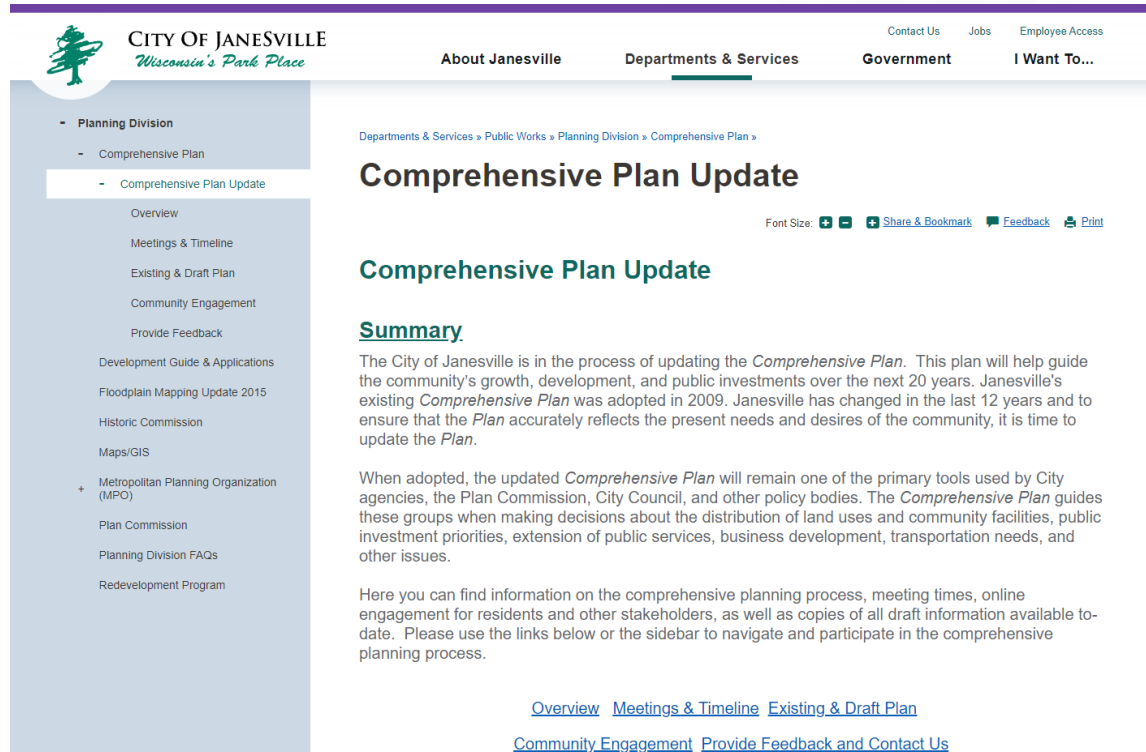 CITY OF JANESVILLE
Wisconsin's Park Place
Contact Us Jobs Employee Access
About Janesville Departments & Services Government I Want To...
- Planning Division
- Comprehensive Plan
- Comprehensive Plan Update
Overview
Meetings & Timeline
Existing & Draft Plan
Community Engagement
Provide Feedback
Development Guide & Applications
Floodplain Mapping Update 2015
Historic Commission
Maps/GIS
+ Metropolitan Planning Organization
(MPO)
Plan Commission
Planning Division FAQs
Redevelopment Program
Departments & Services » Public Works » Planning Division » Comprehensive Plan »
Comprehensive Plan Update
Font Size: + - + Share & Bookmark Feedback Print
Comprehensive Plan Update
Summary
The City of Janesville is in the process of updating the Comprehensive Plan. This plan will help guide
the community's growth, development, and public investments over the next 20 years. Janesville's
existing Comprehensive Plan was adopted in 2009. Janesville has changed in the last 12 years and to
ensure that the Plan accurately reflects the present needs and desires of the community, it is time to
update the Plan.
When adopted, the updated Comprehensive Plan will remain one of the primary tools used by City
agencies, the Plan Commission, City Council, and other policy bodies. The Comprehensive Plan guides
these groups when making decisions about the distribution of land uses and community facilities, public
investment priorities, extension of public services, business development, transportation needs, and
other issues.
Here you can find information on the comprehensive planning process, meeting times, online
engagement for residents and other stakeholders, as well as copies of all draft information available to-
date. Please use the links below or the sidebar to navigate and participate in the comprehensive
planning process.
Overview Meetings & Timeline Existing & Draft Plan
Community Engagement Provide Feedback and Contact Us